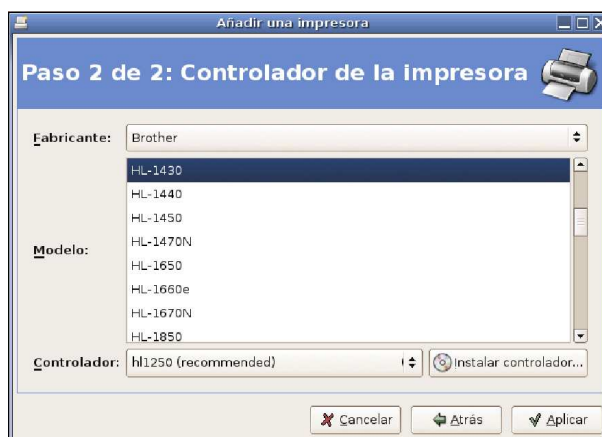 Añadir una impresora
Paso 2 de 2: Controlador de la impresora
Fabricante: Brother
HL-1430
HL-1440
HL-1450
HL-1470N
Modelo:
HL-1650
HL-1660e
HL-1670N
HL-1850
Controlador: hl1250 (recommended) Instalar controlador...
Cancelar Atrás Aplicar